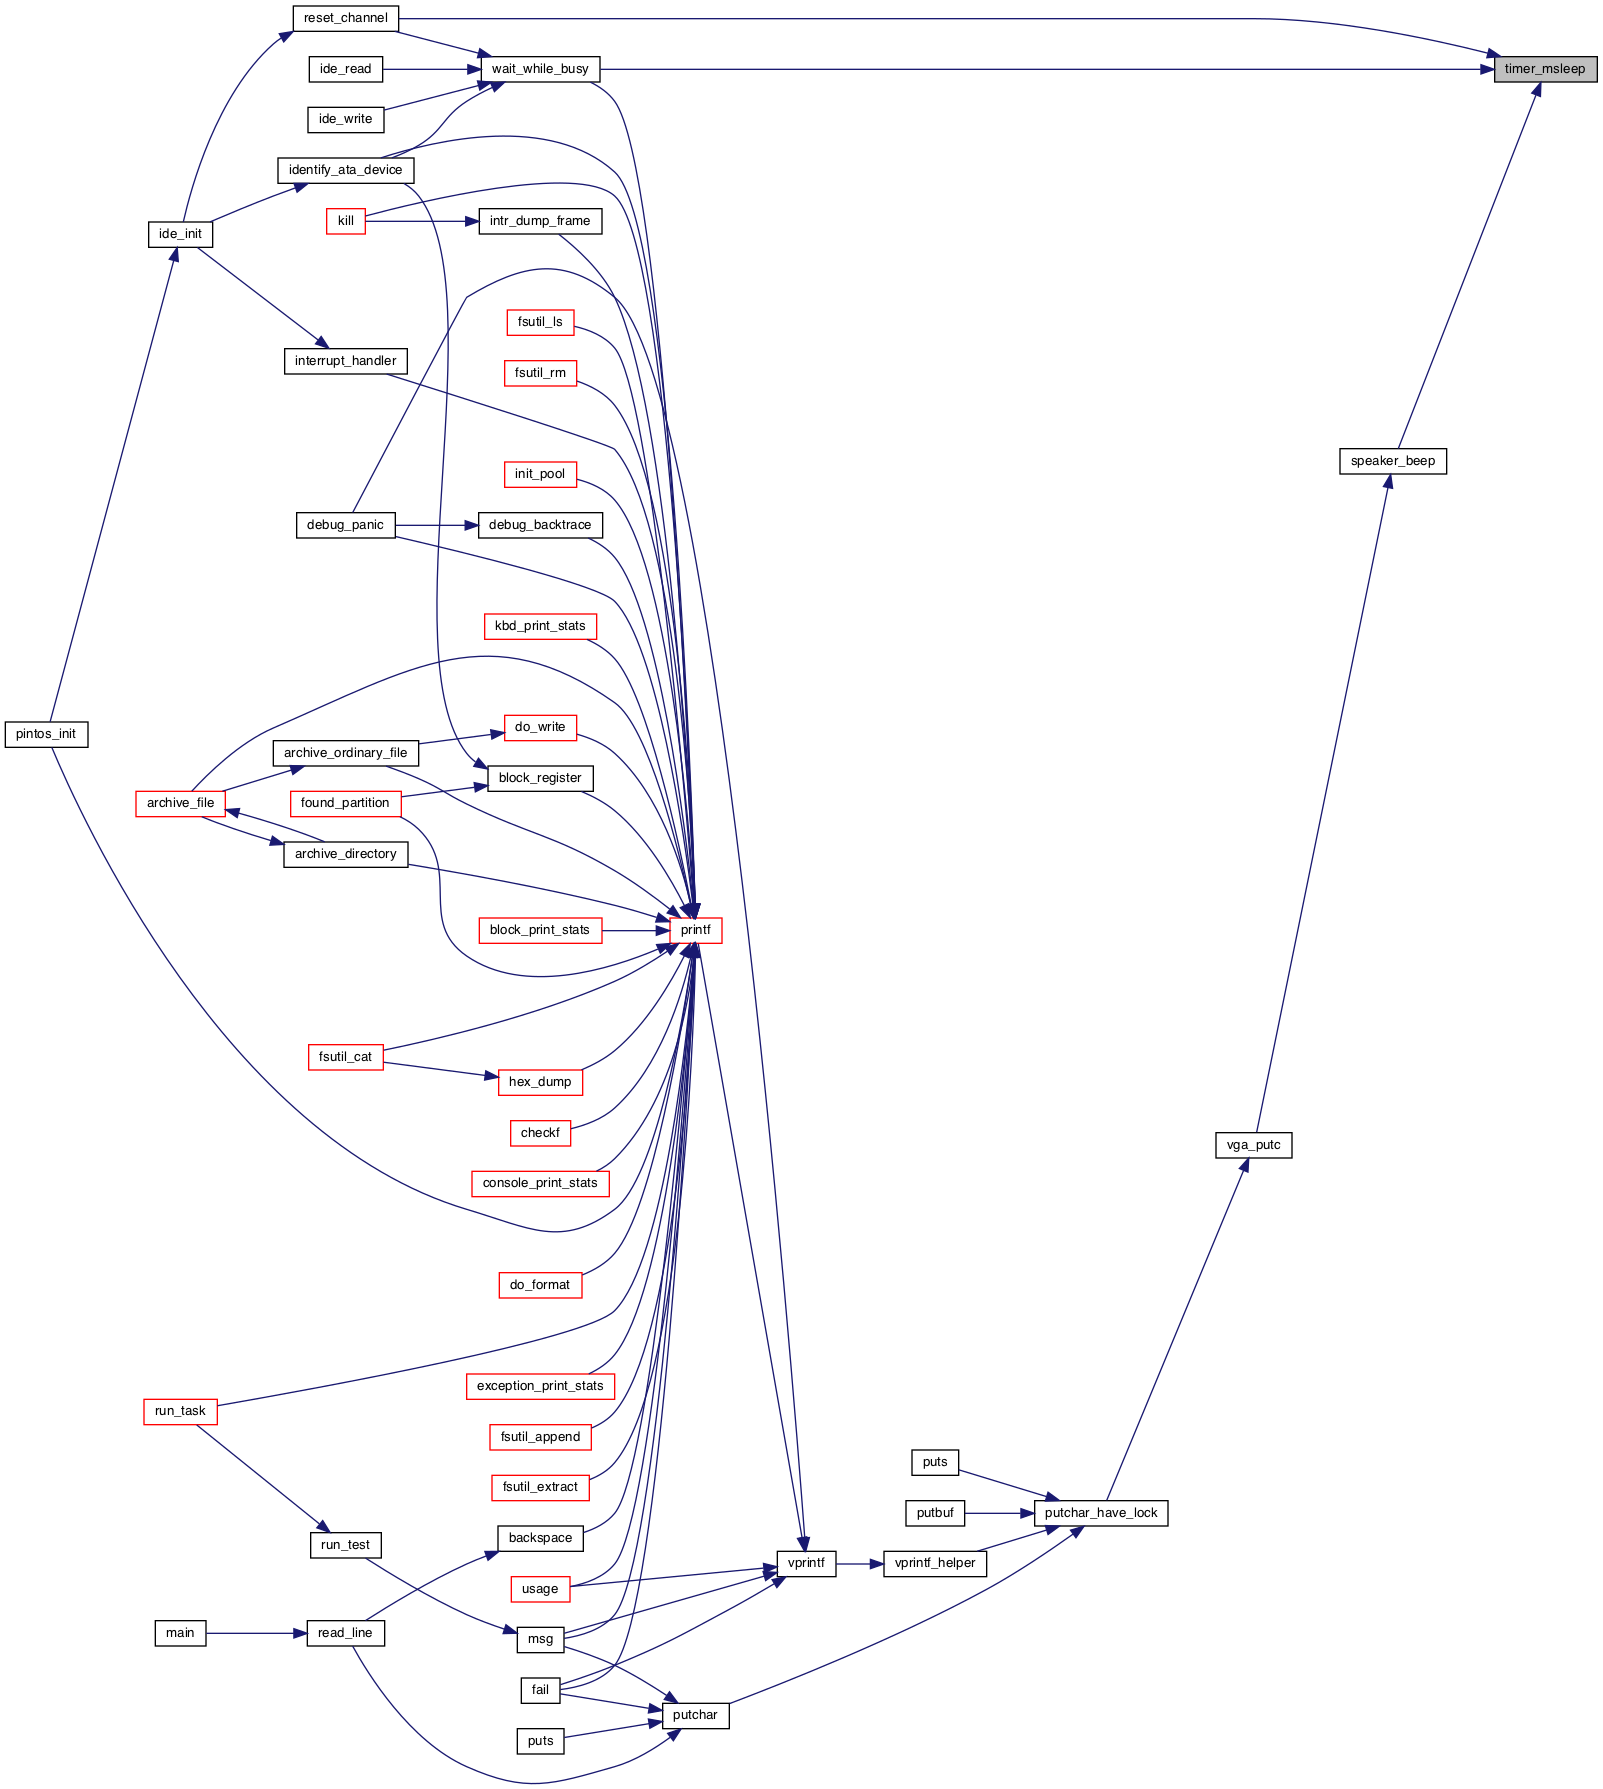 reset_channel
ide_read
wait_while_busy
timer_msleep
ide_write
identify_ata_device
kill
intr_dump_frame
ide_init
fsutil_ls
interrupt_handler
fsutil_rm
speaker_beep
init_pool
debug_panic
debug_backtrace
kbd_print_stats
pintos_init
do_write
archive_ordinary_file
block_register
archive_file
found_partition
archive_directory
block_print_stats
printf
fsutil_cat
hex_dump
checkf
vga_putc
console_print_stats
do_format
exception_print_stats
run_task
fsutil_append
puts
fsutil_extract
putbuf
putchar_have_lock
backspace
run_test
vprintf
vprintf_helper
usage
main
read_line
msg
fail
putchar
puts